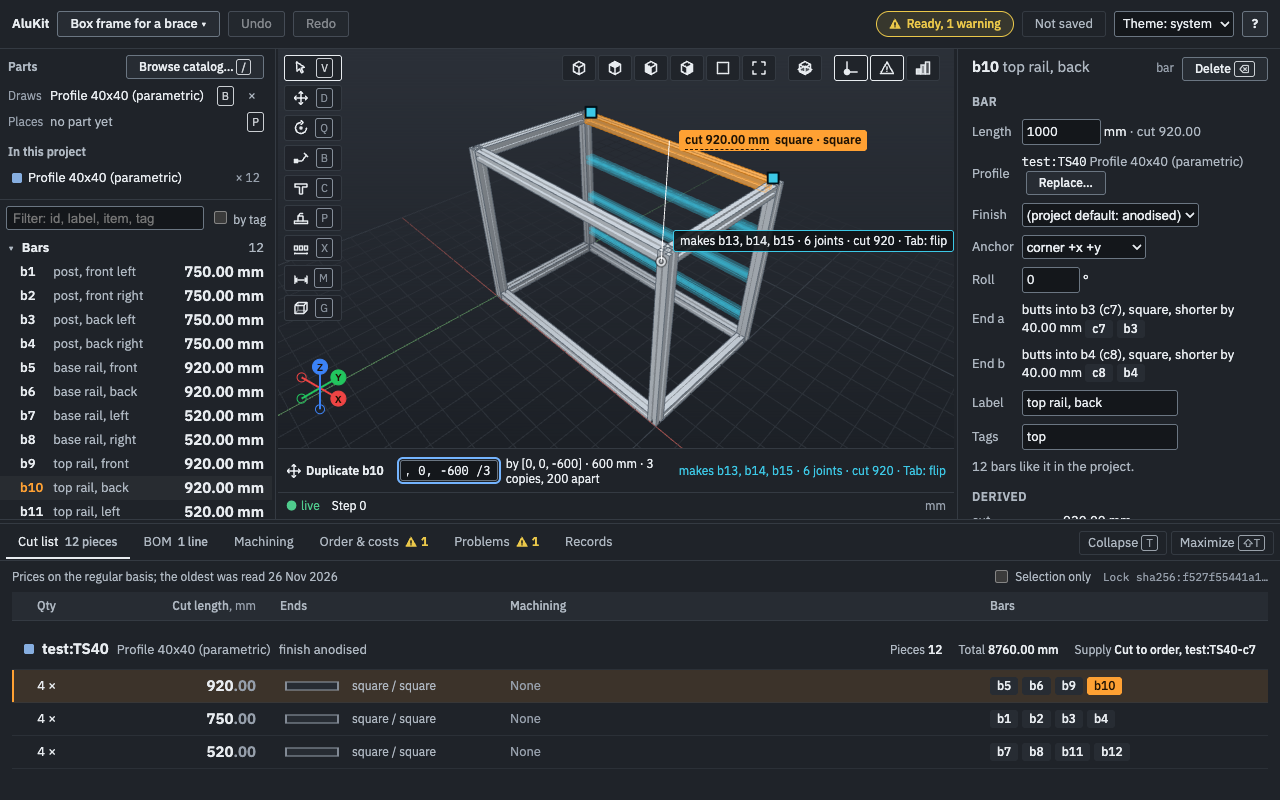 AluKit
Box frame for a brace ▾
Undo
Redo
Ready, 1 warning
Not saved
Theme: system
?
Parts
Browse catalog… /
Draws Profile 40x40 (parametric) B ×
Places no part yet P
In this project
Profile 40x40 (parametric) × 12
Filter: id, label, item, tag
by tag
Bars 12
b1 post, front left 750.00 mm
b2 post, front right 750.00 mm
b3 post, back left 750.00 mm
b4 post, back right 750.00 mm
b5 base rail, front 920.00 mm
b6 base rail, back 920.00 mm
b7 base rail, left 520.00 mm
b8 base rail, right 520.00 mm
b9 top rail, front 920.00 mm
b10 top rail, back 920.00 mm
b11 top rail, left 520.00 mm
V
D
Q
B
C
P
X
M
G
cut 920.00 mm square · square
makes b13, b14, b15 · 6 joints · cut 920 · Tab: flip
Z
Y
X
Duplicate b10
, 0, -600 /3
by [0, 0, -600] · 600 mm · 3
copies, 200 apart
makes b13, b14, b15 · 6 joints · cut 920 · Tab: flip
live Step 0
mm
b10 top rail, back
bar
Delete
BAR
Length 1000 mm · cut 920.00
Profile test:TS40 Profile 40x40 (parametric)
Replace...
Finish (project default: anodised)
Anchor corner +x +y
Roll 0 °
End a butts into b3 (c7), square, shorter by
40.00 mm c7 b3
End b butts into b4 (c8), square, shorter by
40.00 mm c8 b4
Label top rail, back
Tags top
12 bars like it in the project.
DERIVED
Cut list 12 pieces
BOM 1 line
Machining
Order & costs 1
Problems 1
Records
Collapse T
Maximize ⇧T
Prices on the regular basis; the oldest was read 26 Nov 2026
Selection only
Lock sha256:f527f55441a1…
Qty Cut length, mm Ends Machining Bars
test:TS40 Profile 40x40 (parametric) finish anodised
Pieces 12 Total 8760.00 mm Supply Cut to order, test:TS40-c7
4 × 920.00 square / square None b5 b6 b9 b10
4 × 750.00 square / square None b1 b2 b3 b4
4 × 520.00 square / square None b7 b8 b11 b12